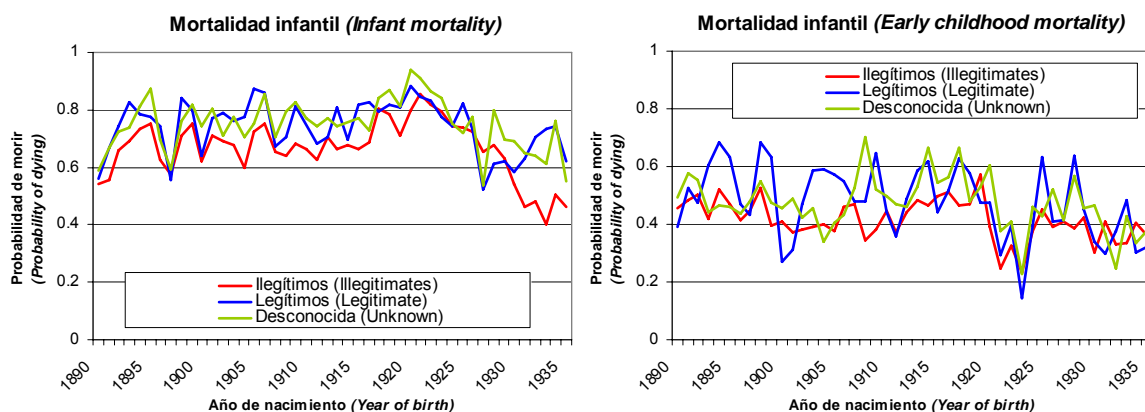 Mortalidad infantil (Infant mortality)
Probabilidad de morir
(Probability of dying)
1
0.8
0.6
0.4
0.2
0
Ilegítimos (Illegitimates)
Legítimos (Legitimate)
Desconocida (Unknown)
1890
1895
1900
1905
1910
1915
1920
1925
1930
1935
Año de nacimiento (Year of birth)
Mortalidad infantil (Early childhood mortality)
Probabilidad de morir
(Probability of dying)
1
0.8
0.6
0.4
0.2
0
Ilegítimos (Illegitimates)
Legítimos (Legitimate)
Desconocida (Unknown)
1890
1895
1900
1905
1910
1915
1920
1925
1930
1935
Año de nacimiento (Year of birth)